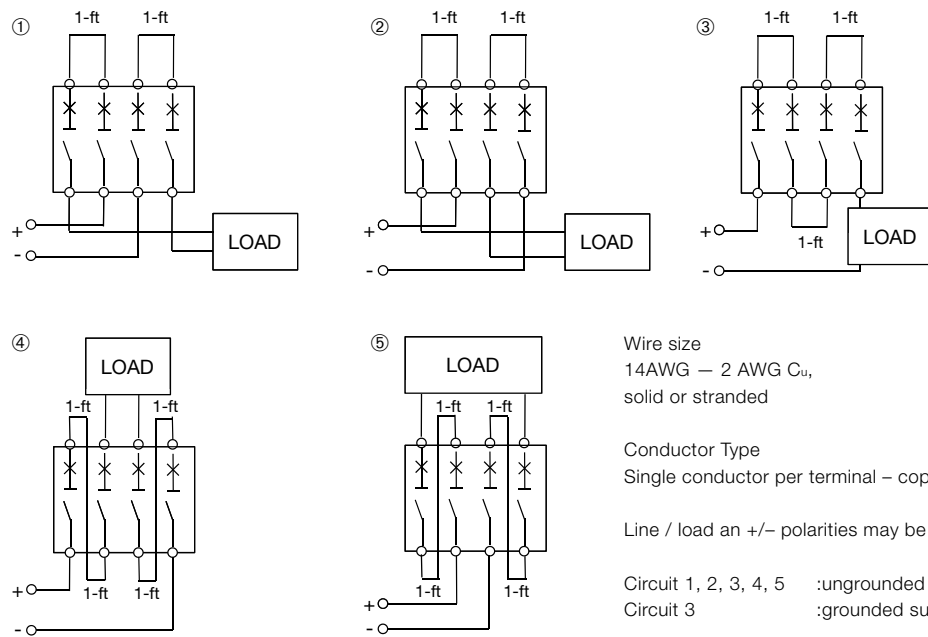 ① 1-ft 1-ft
② 1-ft 1-ft
③ 1-ft 1-ft
+
-
LOAD
+
-
LOAD
+
-
1-ft
LOAD
④
LOAD
1-ft 1-ft
1-ft 1-ft
+
-
⑤
LOAD
1-ft 1-ft
1-ft 1-ft
+
-
Wire size
14AWG — 2 AWG Cu,
solid or stranded
Conductor Type
Single conductor per terminal – cop
Line / load an +/– polarities may be
Circuit 1, 2, 3, 4, 5 :ungrounded
Circuit 3 :grounded su